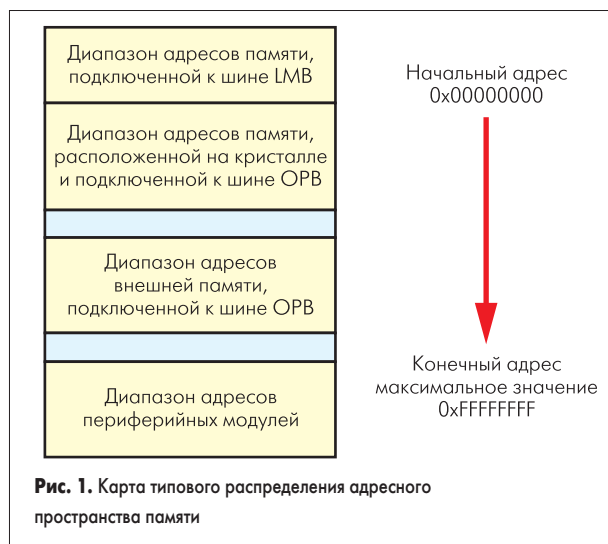 Диапазон адресов памяти,
подключенной к шине LMB
Диапазон адресов памяти,
расположенной на кристалле
и подключенной к шине OPB
Диапазон адресов
внешней памяти,
подключенной к шине OPB
Диапазон адресов
периферийных модулей
Начальный адрес
0x00000000
Конечный адрес
максимальное значение
0xFFFFFFFF
Рис. 1. Карта типового распределения адресного
пространства памяти